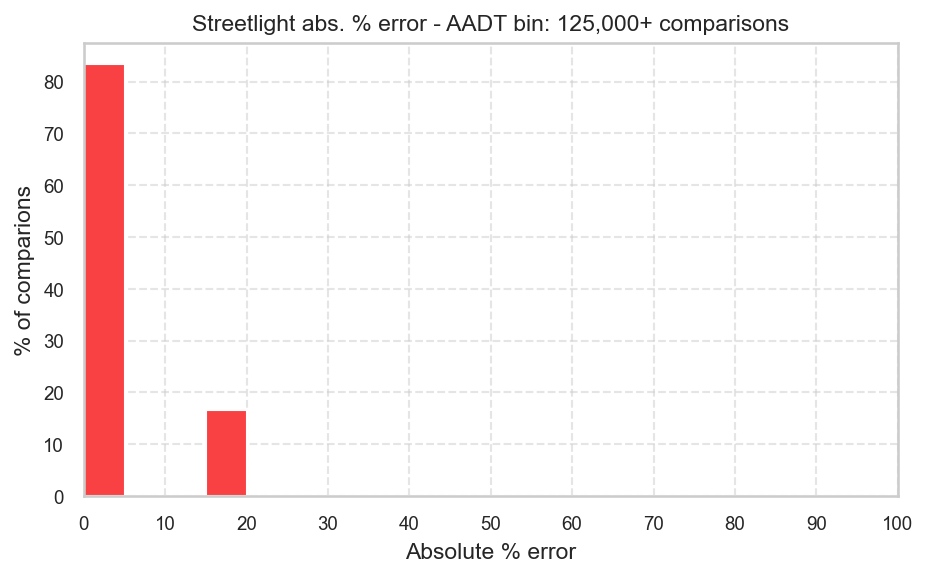 Streetlight abs. % error - AADT bin: 125,000+ comparisons
% of comparions
80
70
60
50
40
30
20
10
0
0 10 20 30 40 50 60 70 80 90 100
Absolute % error